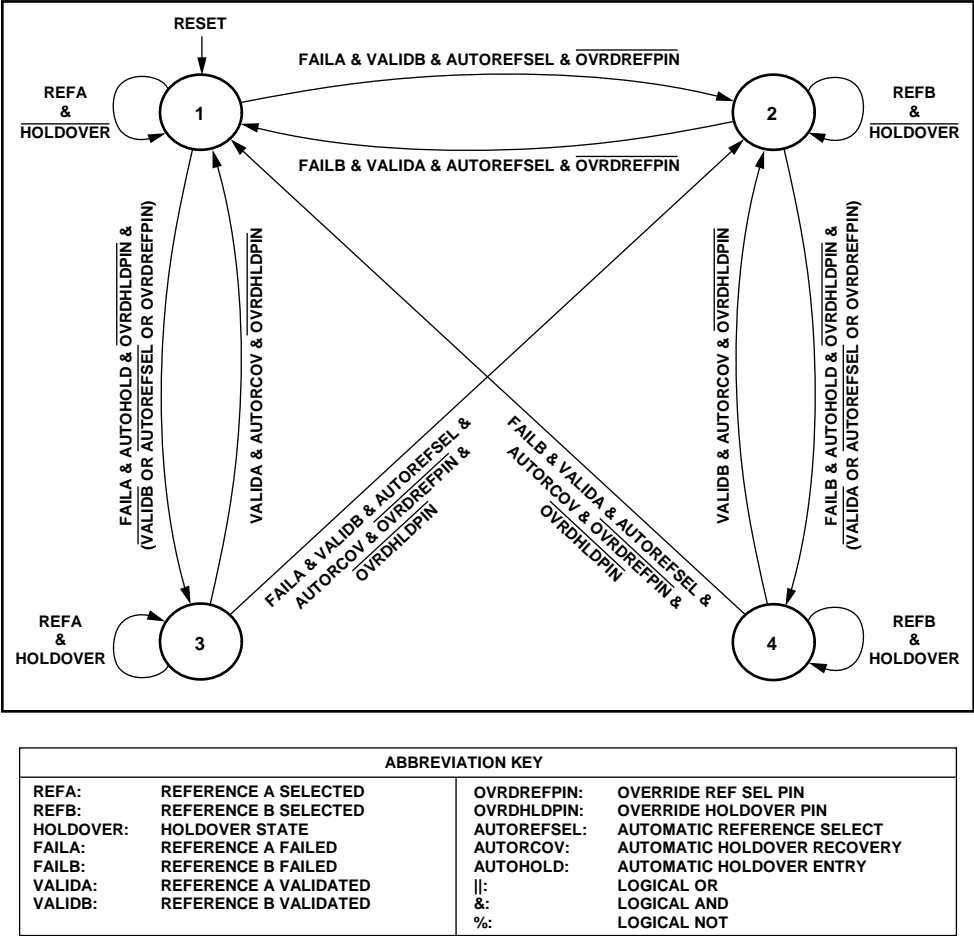 RESET
FAILA & VALIDB & AUTOREFSEL & OVRDREFPIN
REFA
&
HOLDOVER
1
2
REFB
&
HOLDOVER
FAILB & VALIDA & AUTOREFSEL & OVRDREFPIN
FAILA & AUTOHOLD & OVRDHLDPIN &
(VALIDB OR AUTOREFSEL OR OVRDREFPIN)
VALIDA & AUTORCOV & OVRDHLDPIN
VALIDB & AUTORCOV & OVRDHLDPIN
FAILB & AUTOHOLD & OVRDHLDPIN &
(VALIDA OR AUTOREFSEL OR OVRDREFPIN)
FAILA & VALIDB & AUTOREFSEL &
AUTORCOV & OVRDREFPIN &
OVRDHLDPIN
FAILB & VALIDA & AUTOREFSEL &
AUTORCOV & OVRDREFPIN &
OVRDHLDPIN
REFA
&
HOLDOVER
3
4
REFB
&
HOLDOVER
ABBREVIATION KEY
REFA: REFERENCE A SELECTED
REFB: REFERENCE B SELECTED
HOLDOVER: HOLDOVER STATE
FAILA: REFERENCE A FAILED
FAILB: REFERENCE B FAILED
VALIDA: REFERENCE A VALIDATED
VALIDB: REFERENCE B VALIDATED
OVRDREFPIN: OVERRIDE REF SEL PIN
OVRDHLDPIN: OVERRIDE HOLDOVER PIN
AUTOREFSEL: AUTOMATIC REFERENCE SELECT
AUTORCOV: AUTOMATIC HOLDOVER RECOVERY
AUTOHOLD: AUTOMATIC HOLDOVER ENTRY
||: LOGICAL OR
&: LOGICAL AND
%: LOGICAL NOT